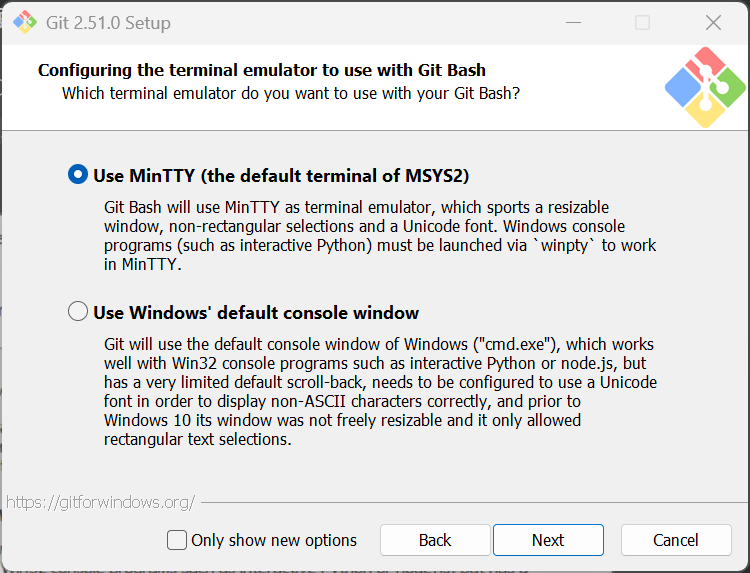 Git 2.51.0 Setup
Configuring the terminal emulator to use with Git Bash
Which terminal emulator do you want to use with your Git Bash?
Use MinTTY (the default terminal of MSYS2)
Git Bash will use MinTTY as terminal emulator, which sports a resizable
window, non-rectangular selections and a Unicode font. Windows console
programs (such as interactive Python) must be launched via `winpty` to work
in MinTTY.
Use Windows' default console window
Git will use the default console window of Windows ("cmd.exe"), which works
well with Win32 console programs such as interactive Python or node.js, but
has a very limited default scroll-back, needs to be configured to use a Unicode
font in order to display non-ASCII characters correctly, and prior to
Windows 10 its window was not freely resizable and it only allowed
rectangular text selections.
https://gitforwindows.org/
Only show new options
Back
Next
Cancel